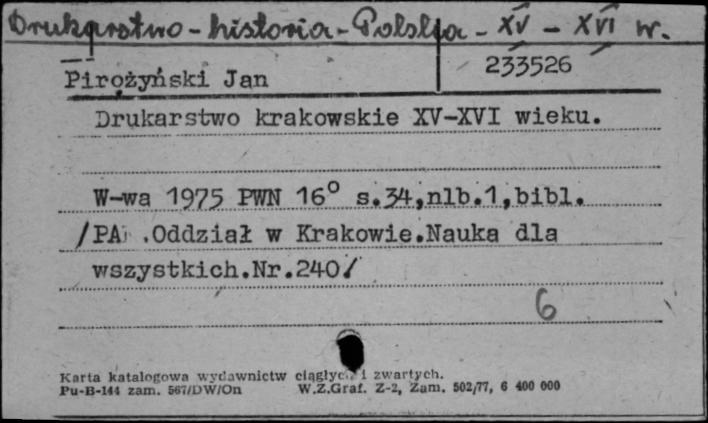 Drukarstwo - historia - Polska - XV - XVI w.
Pirożyński Jan 233526
Drukarstwo krakowskie XV-XVI wieku.
W-wa 1975 PWN 16° s.34,nlb.1,bibl.
/PAN.Oddział w Krakowie.Nauka dla
wszystkich.Nr.240/
6
Karta katalogowa wydawnictw ciągłych i zwartych.
Pu-B-144 zam. 567/DW/On W.Z.Graf. Z-2, Zam. 502/77, 6 400 000